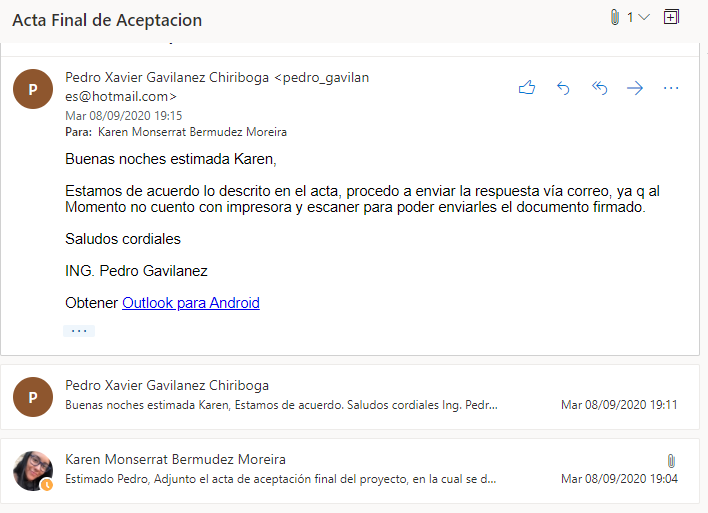 Acta Final de Aceptacion
1
P
Pedro Xavier Gavilanez Chiriboga <pedro_gavilan
es@hotmail.com>
Mar 08/09/2020 19:15
Para: Karen Monserrat Bermudez Moreira
Buenas noches estimada Karen,
Estamos de acuerdo lo descrito en el acta, procedo a enviar la respuesta vía correo, ya q al
Momento no cuento con impresora y escaner para poder enviarles el documento firmado.
Saludos cordiales
ING. Pedro Gavilanez
Obtener Outlook para Android
...
P
Pedro Xavier Gavilanez Chiriboga
Buenas noches estimada Karen, Estamos de acuerdo. Saludos cordiales Ing. Pedr... Mar 08/09/2020 19:11
Karen Monserrat Bermudez Moreira
Estimado Pedro, Adjunto el acta de aceptación final del proyecto, en la cual se d... Mar 08/09/2020 19:04